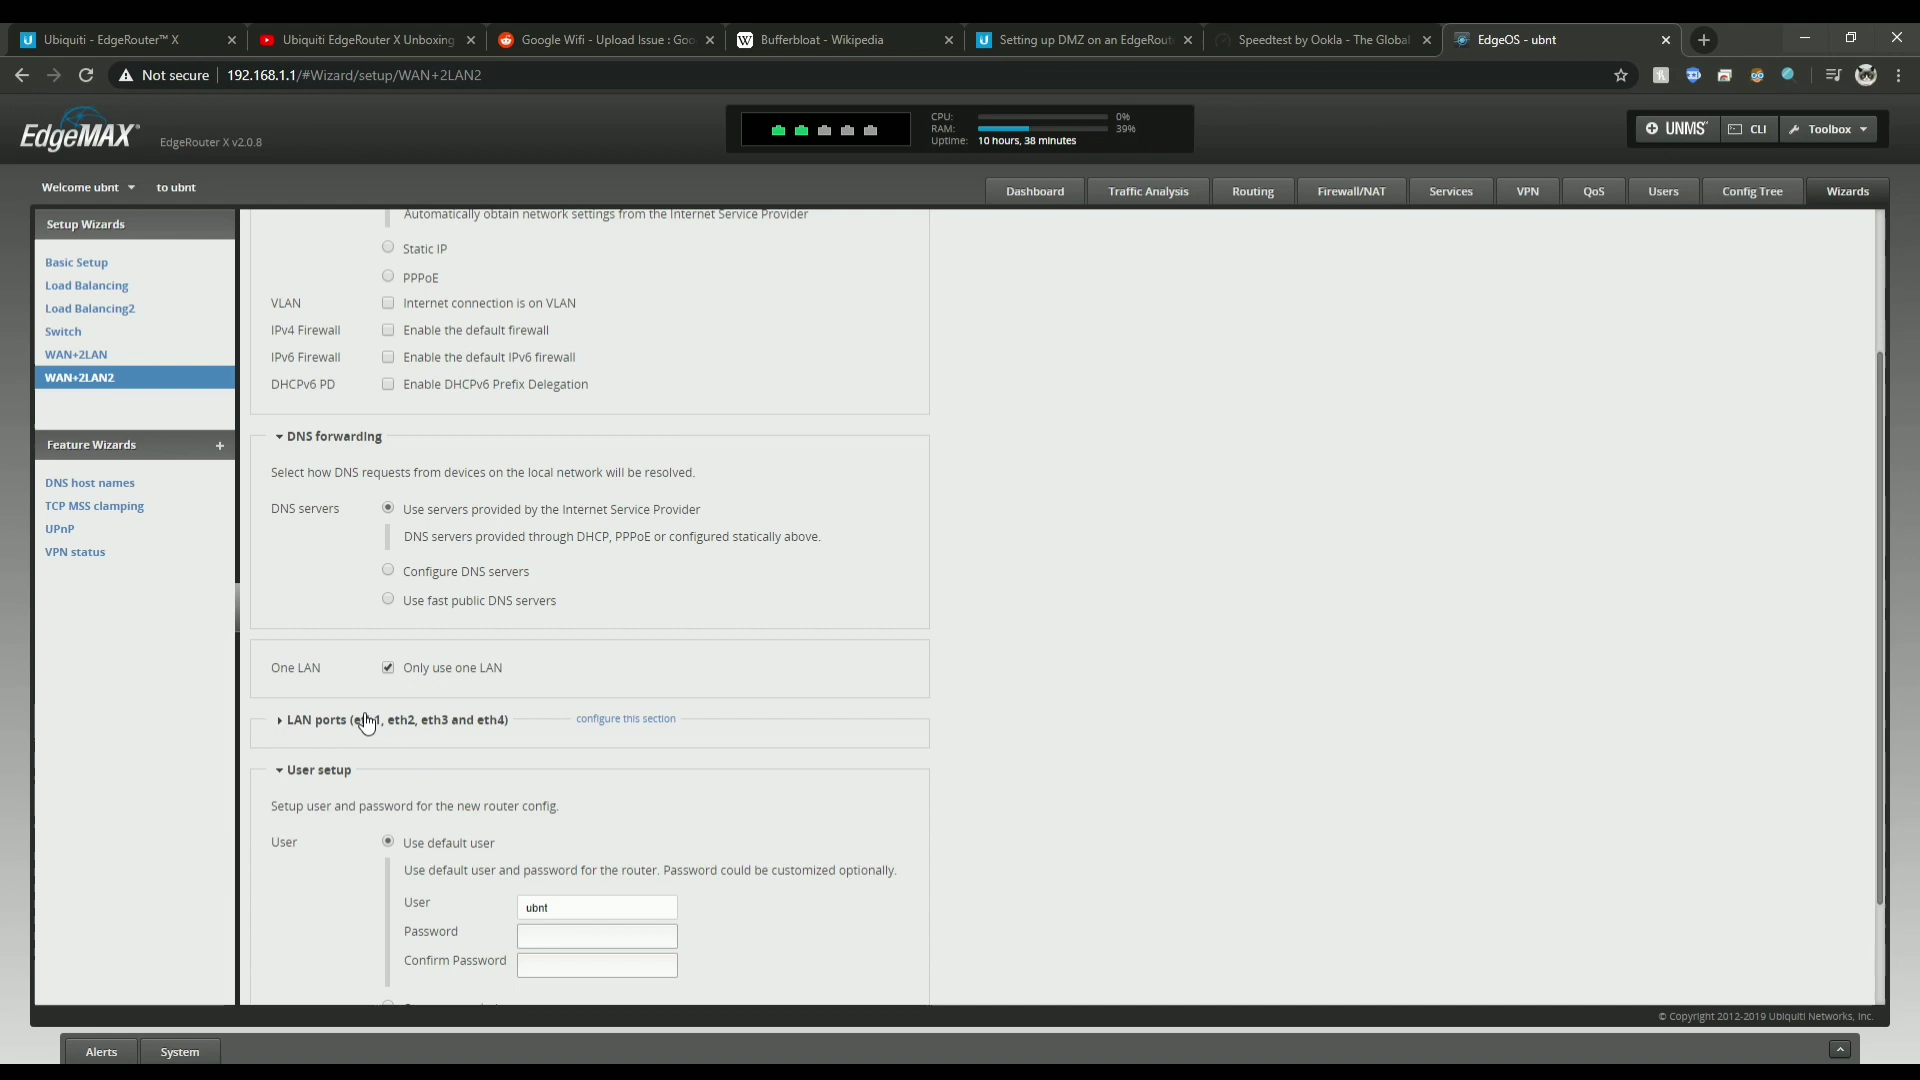 Ubiquiti - EdgeRouter™ X
Ubiquiti EdgeRouter X Unboxing
Google Wifi - Upload Issue : Goo
Bufferbloat - Wikipedia
Setting up DMZ on an EdgeRout
Speedtest by Ookla - The Global
EdgeOS - ubnt
Not secure
192.168.1.1/#Wizard/setup/WAN+2LAN2
EdgeMAX
EdgeRouter X v2.0.8
CPU: 0%
RAM: 39%
Uptime: 10 hours, 38 minutes
UNMS
CLI
Toolbox
Welcome ubnt
to ubnt
Dashboard
Traffic Analysis
Routing
Firewall/NAT
Services
VPN
QoS
Users
Config Tree
Wizards
Setup Wizards
Basic Setup
Load Balancing
Load Balancing2
Switch
WAN+2LAN
WAN+2LAN2
Feature Wizards +
DNS host names
TCP MSS clamping
UPnP
VPN status
Automatically obtain network settings from the Internet Service Provider
Static IP
PPPoE
VLAN Internet connection is on VLAN
IPv4 Firewall Enable the default firewall
IPv6 Firewall Enable the default IPv6 firewall
DHCPv6 PD Enable DHCPv6 Prefix Delegation
DNS forwarding
Select how DNS requests from devices on the local network will be resolved.
DNS servers Use servers provided by the Internet Service Provider
DNS servers provided through DHCP, PPPoE or configured statically above.
Configure DNS servers
Use fast public DNS servers
One LAN Only use one LAN
LAN ports (eth1, eth2, eth3 and eth4) configure this section
User setup
Setup user and password for the new router config.
User Use default user
Use default user and password for the router. Password could be customized optionally.
User ubnt
Password
Confirm Password
© Copyright 2012-2019 Ubiquiti Networks, Inc.
Alerts
System